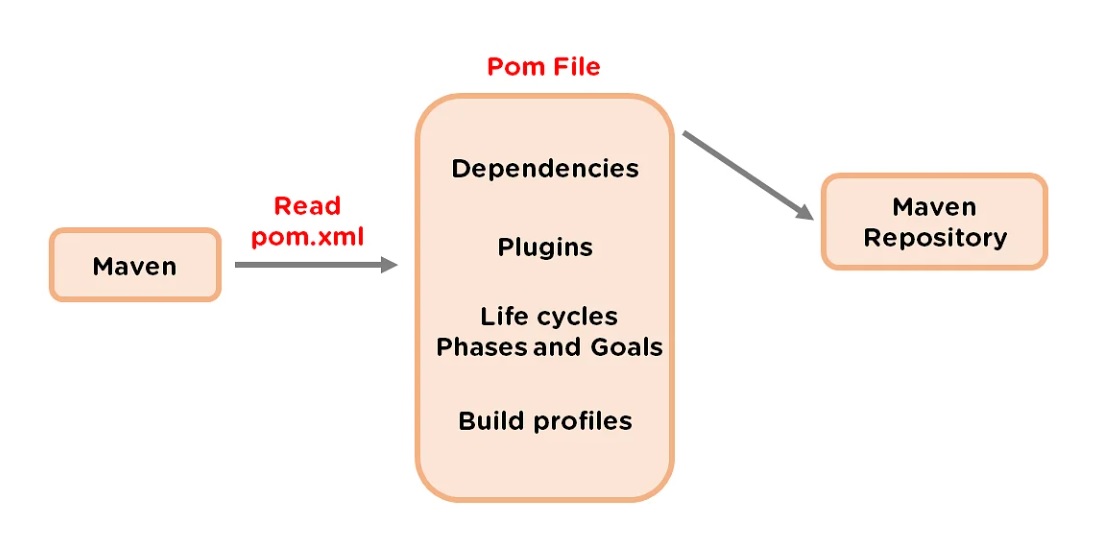 Pom File
Dependencies
Plugins
Life cycles
Phases and Goals
Build profiles
Read
pom.xml
Maven
Maven
Repository